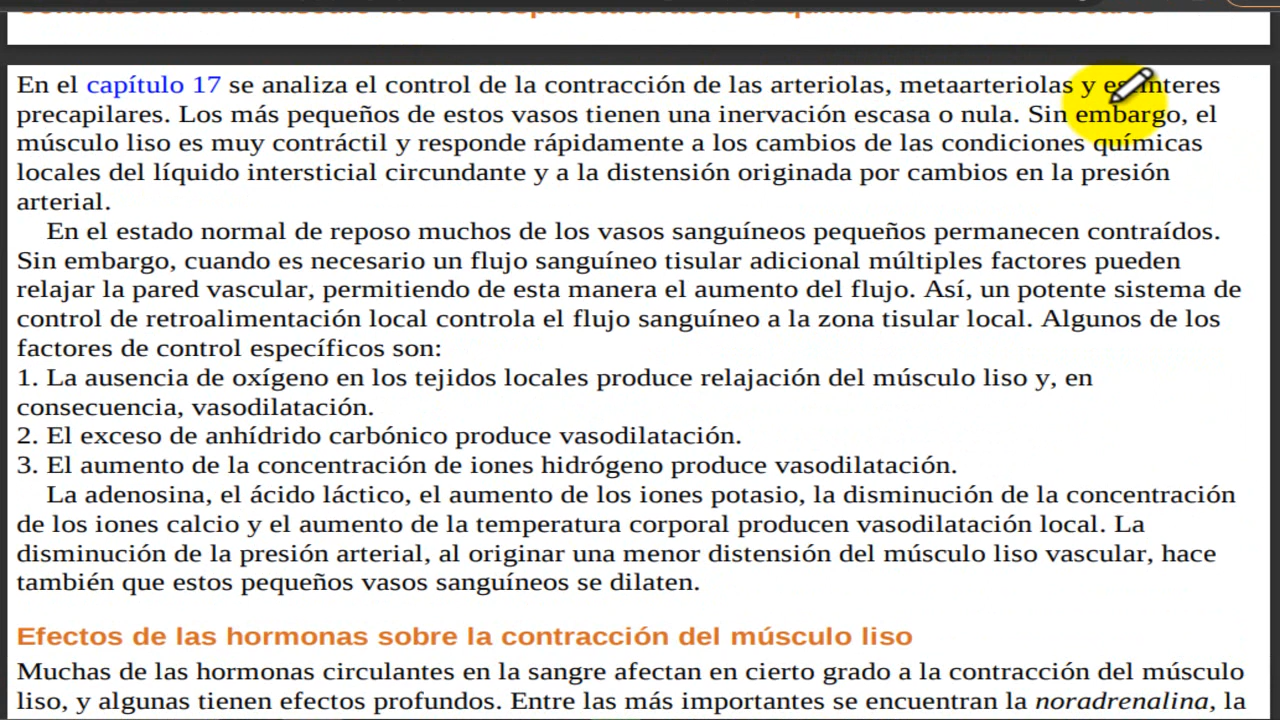 Contracción del músculo liso en respuesta a factores químicos tisulares locales
En el capítulo 17 se analiza el control de la contracción de las arteriolas, metaarteriolas y esfínteres
precapilares. Los más pequeños de estos vasos tienen una inervación escasa o nula. Sin embargo, el
músculo liso es muy contráctil y responde rápidamente a los cambios de las condiciones químicas
locales del líquido intersticial circundante y a la distensión originada por cambios en la presión
arterial.
En el estado normal de reposo muchos de los vasos sanguíneos pequeños permanecen contraídos.
Sin embargo, cuando es necesario un flujo sanguíneo tisular adicional múltiples factores pueden
relajar la pared vascular, permitiendo de esta manera el aumento del flujo. Así, un potente sistema de
control de retroalimentación local controla el flujo sanguíneo a la zona tisular local. Algunos de los
factores de control específicos son:
1. La ausencia de oxígeno en los tejidos locales produce relajación del músculo liso y, en
consecuencia, vasodilatación.
2. El exceso de anhídrido carbónico produce vasodilatación.
3. El aumento de la concentración de iones hidrógeno produce vasodilatación.
La adenosina, el ácido láctico, el aumento de los iones potasio, la disminución de la concentración
de los iones calcio y el aumento de la temperatura corporal producen vasodilatación local. La
disminución de la presión arterial, al originar una menor distensión del músculo liso vascular, hace
también que estos pequeños vasos sanguíneos se dilaten.
Efectos de las hormonas sobre la contracción del músculo liso
Muchas de las hormonas circulantes en la sangre afectan en cierto grado a la contracción del músculo
liso, y algunas tienen efectos profundos. Entre las más importantes se encuentran la noradrenalina, la